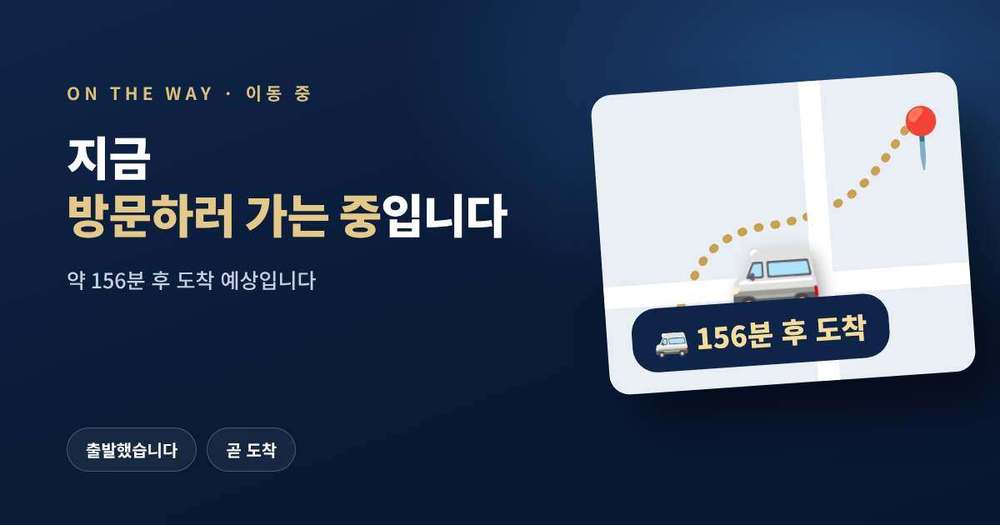 ON THE WAY · 이동 중
지금
방문하러 가는 중입니다
약 156분 후 도착 예상입니다
156분 후 도착
출발했습니다
곧 도착